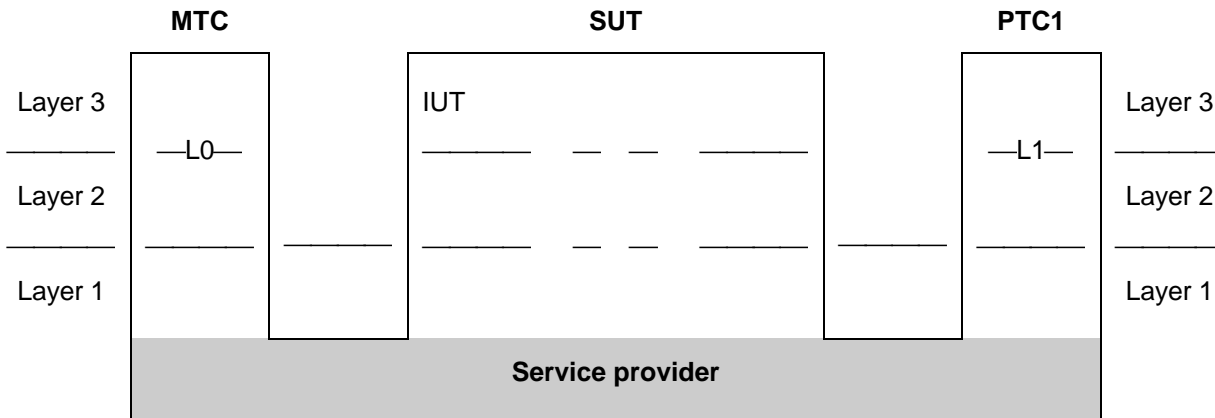 MTC SUT PTC1
Layer 3 IUT Layer 3
L0 L1
Layer 2 Layer 2
Layer 1 Layer 1
Service provider